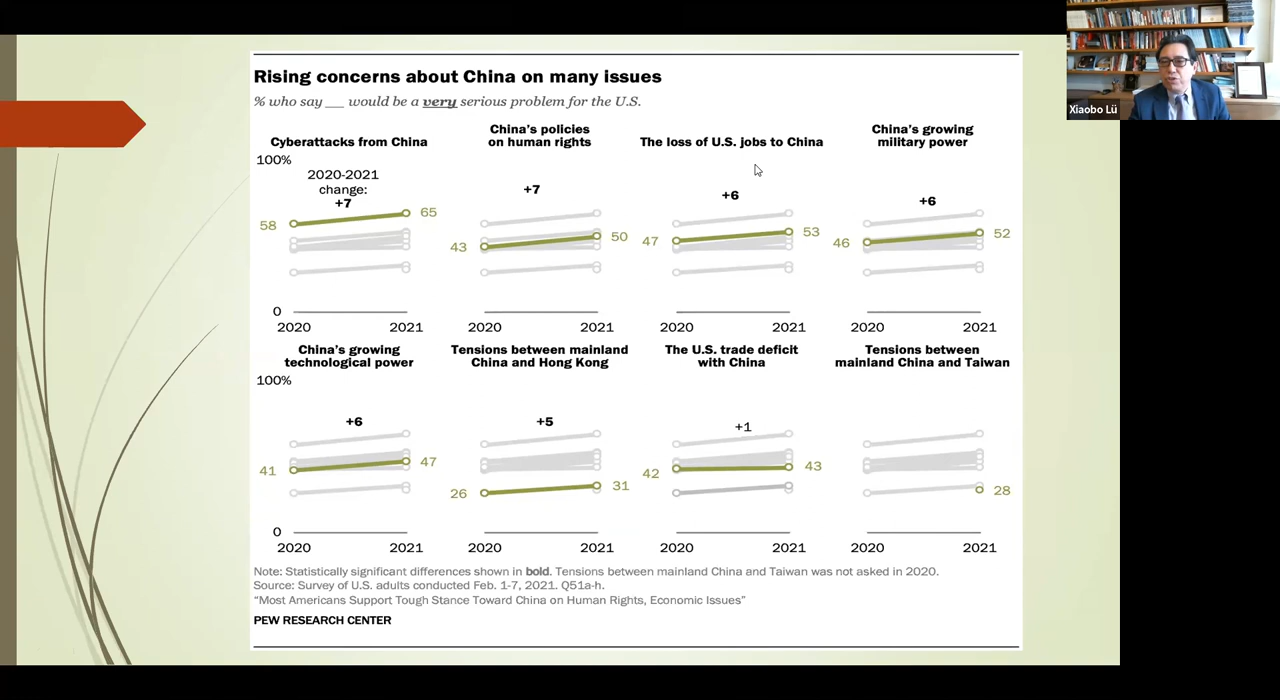 Xiaobo Lü
Rising concerns about China on many issues
% who say __ would be a very serious problem for the U.S.
Cyberattacks from China
100%
2020-2021
change:
+7
58
65
0
2020 2021
China's policies
on human rights
+7
43
50
2020 2021
The loss of U.S. jobs to China
+6
47
53
2020 2021
China's growing
military power
+6
46
52
2020 2021
China's growing
technological power
100%
+6
41
47
0
2020 2021
Tensions between mainland
China and Hong Kong
+5
26
31
2020 2021
The U.S. trade deficit
with China
+1
42
43
2020 2021
Tensions between
mainland China and Taiwan
28
2020 2021
Note: Statistically significant differences shown in bold. Tensions between mainland China and Taiwan was not asked in 2020.
Source: Survey of U.S. adults conducted Feb. 1-7, 2021. Q51a-h.
“Most Americans Support Tough Stance Toward China on Human Rights, Economic Issues”
PEW RESEARCH CENTER